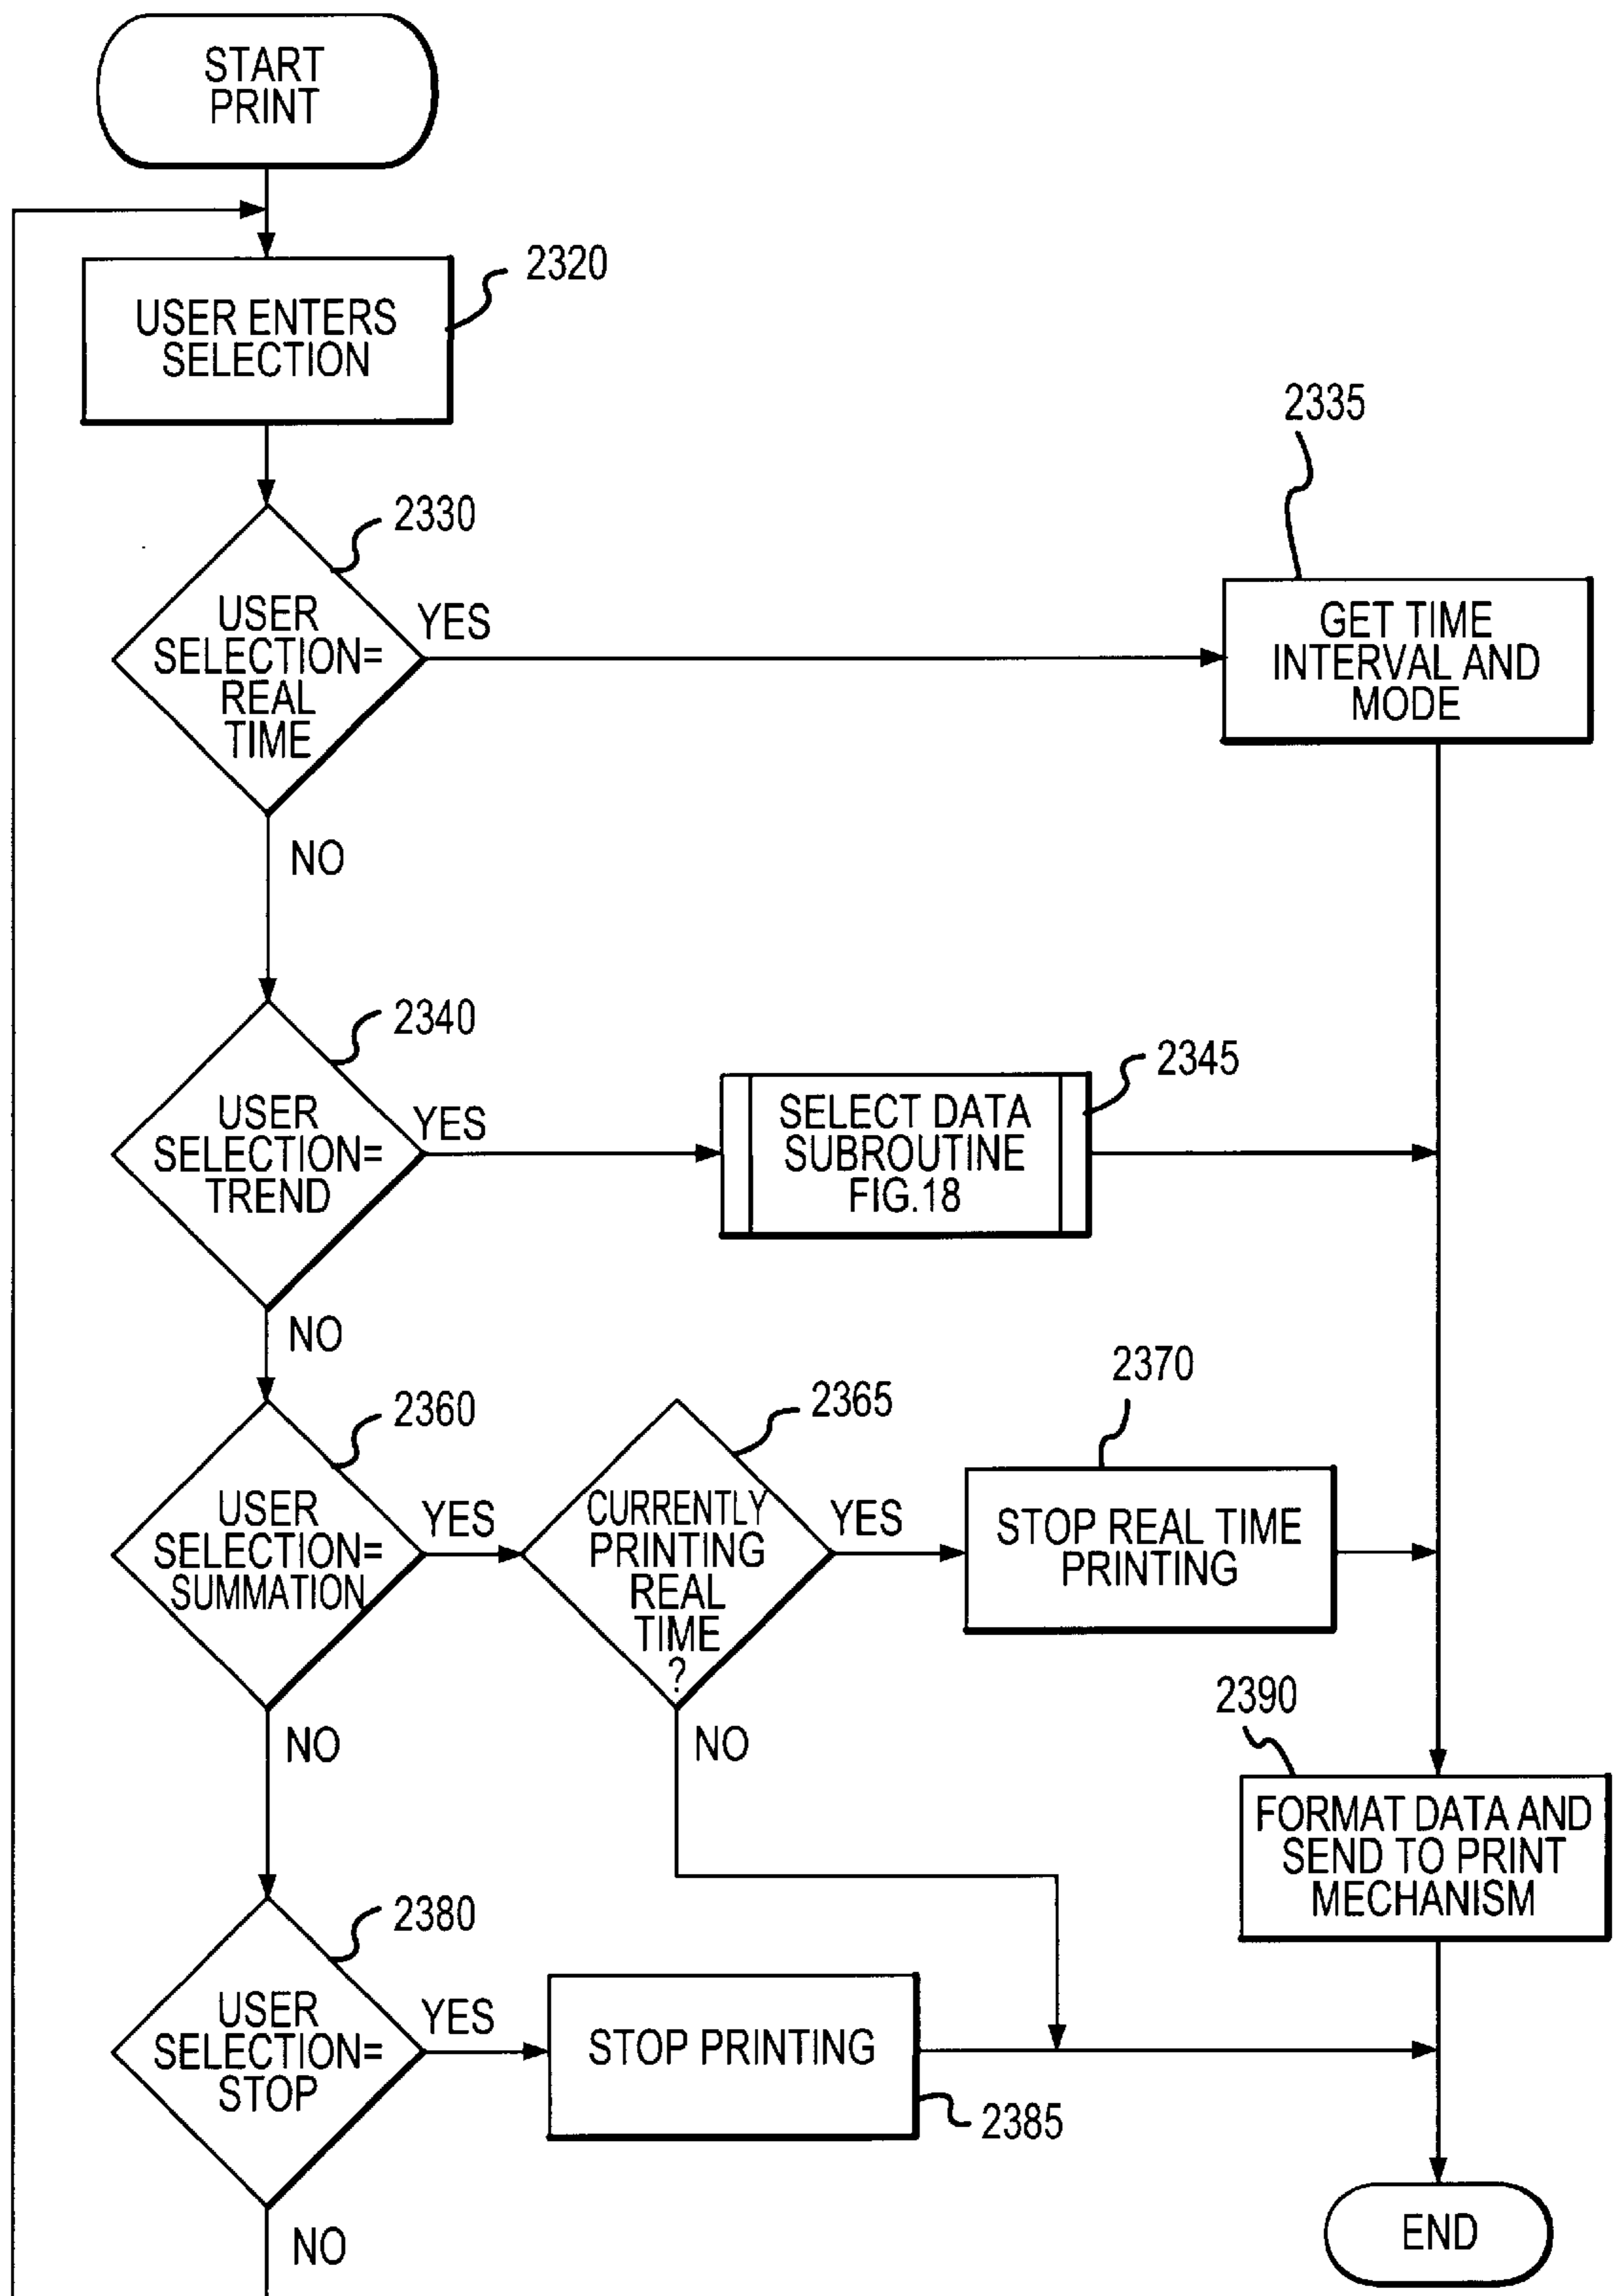 START
PRINT
2320
USER ENTERS
SELECTION
2335
2330
USER
SELECTION=
REAL
TIME
YES
GET TIME
INTERVAL AND
MODE
NO
2340
USER
SELECTION=
TREND
YES
2345
SELECT DATA
SUBROUTINE
FIG.18
NO
2360
USER
SELECTION=
SUMMATION
YES
2365
CURRENTLY
PRINTING
REAL
TIME
?
YES
2370
STOP REAL TIME
PRINTING
NO
NO
2390
FORMAT DATA AND
SEND TO PRINT
MECHANISM
2380
USER
SELECTION=
STOP
YES
STOP PRINTING
2385
NO
END